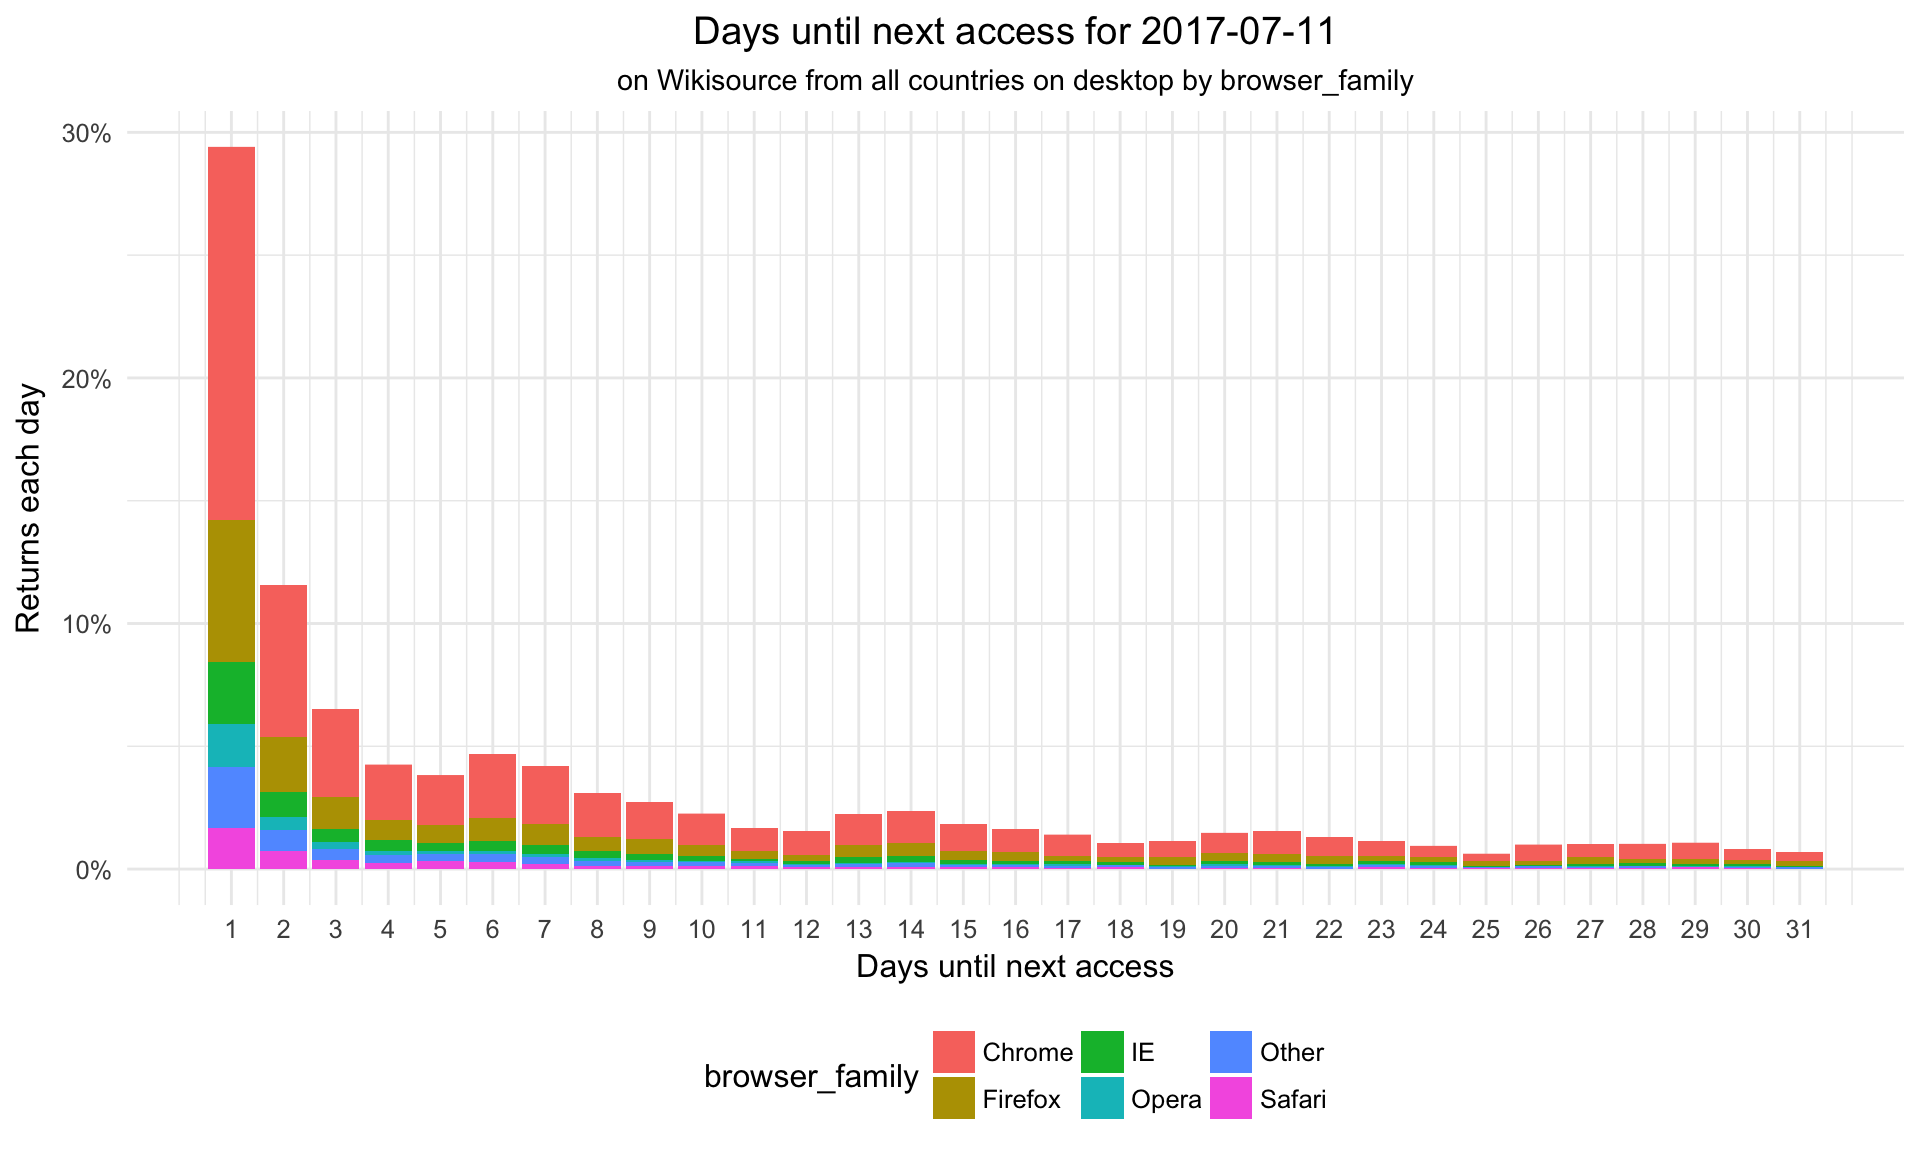 Days until next access for 2017-07-11
on Wikisource from all countries on desktop by browser_family
Returns each day
30%
20%
10%
0%
1 2 3 4 5 6 7 8 9 10 11 12 13 14 15 16 17 18 19 20 21 22 23 24 25 26 27 28 29 30 31
Days until next access
browser_family
Chrome IE Other
Firefox Opera Safari